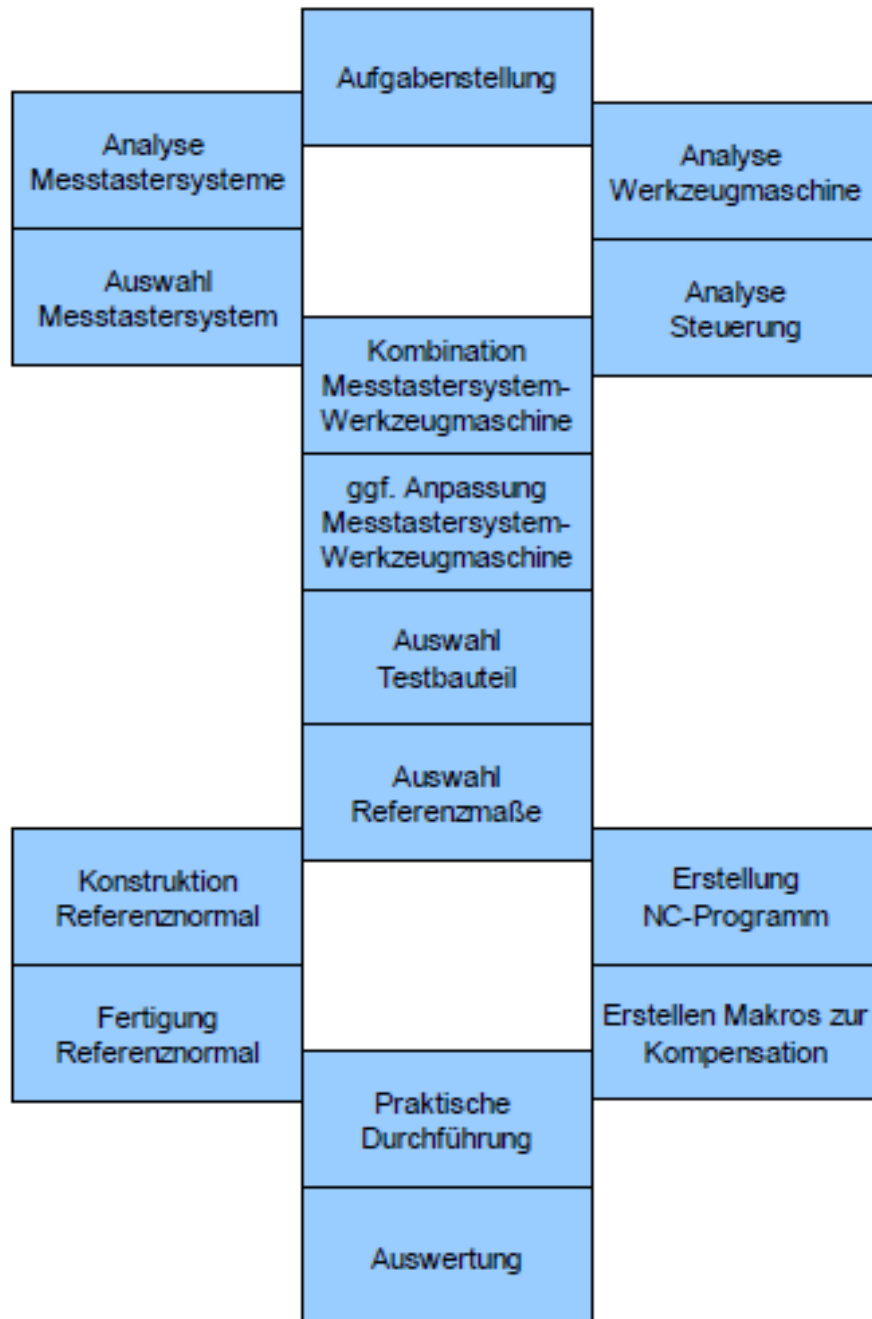 Aufgabenstellung
Analyse
Messtastersysteme
Auswahl
Messtastersystem
Analyse
Werkzeugmaschine
Analyse
Steuerung
Kombination
Messtastersystem-
Werkzeugmaschine
ggf. Anpassung
Messtastersystem-
Werkzeugmaschine
Auswahl
Testbauteil
Auswahl
Referenzmaße
Konstruktion
Referenznormal
Fertigung
Referenznormal
Erstellung
NC-Programm
Erstellen Makros zur
Kompensation
Praktische
Durchführung
Auswertung